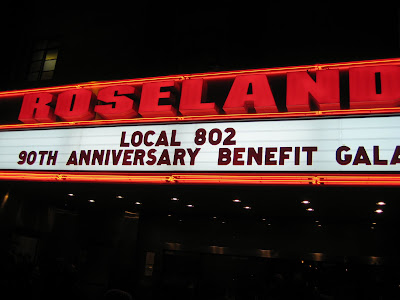 ROSELAND
LOCAL 802
90TH ANNIVERSARY BENEFIT GALA